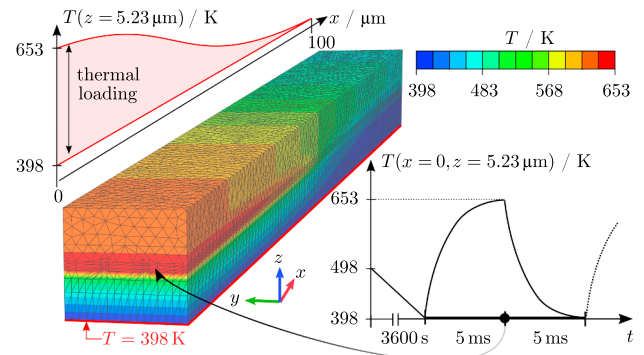 T(z = 5.23 μm) / K
x / μm
653
100
thermal
loading
398
0
T / K
398 483 568 653
z
x
y
T = 398 K
T(x = 0, z = 5.23 μm) / K
653
498
398
3600 s 5 ms 5 ms t